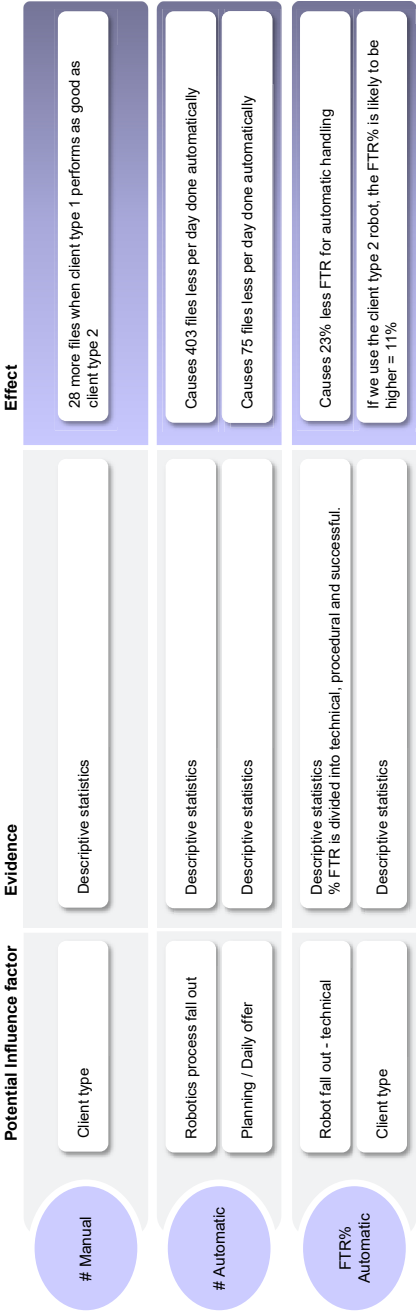 Potential Influence factor
Evidence
Effect
# Manual
Client type
Descriptive statistics
28 more files when client type 1 performs as good as
client type 2
# Automatic
Robotics process fall out
Descriptive statistics
Causes 403 files less per day done automatically
Planning / Daily offer
Descriptive statistics
Causes 75 files less per day done automatically
FTR%
Automatic
Robot fall out - technical
Descriptive statistics
% FTR is divided into technical, procedural and successful.
Causes 23% less FTR for automatic handling
Client type
Descriptive statistics
If we use the client type 2 robot, the FTR% is likely to be
higher = 11%